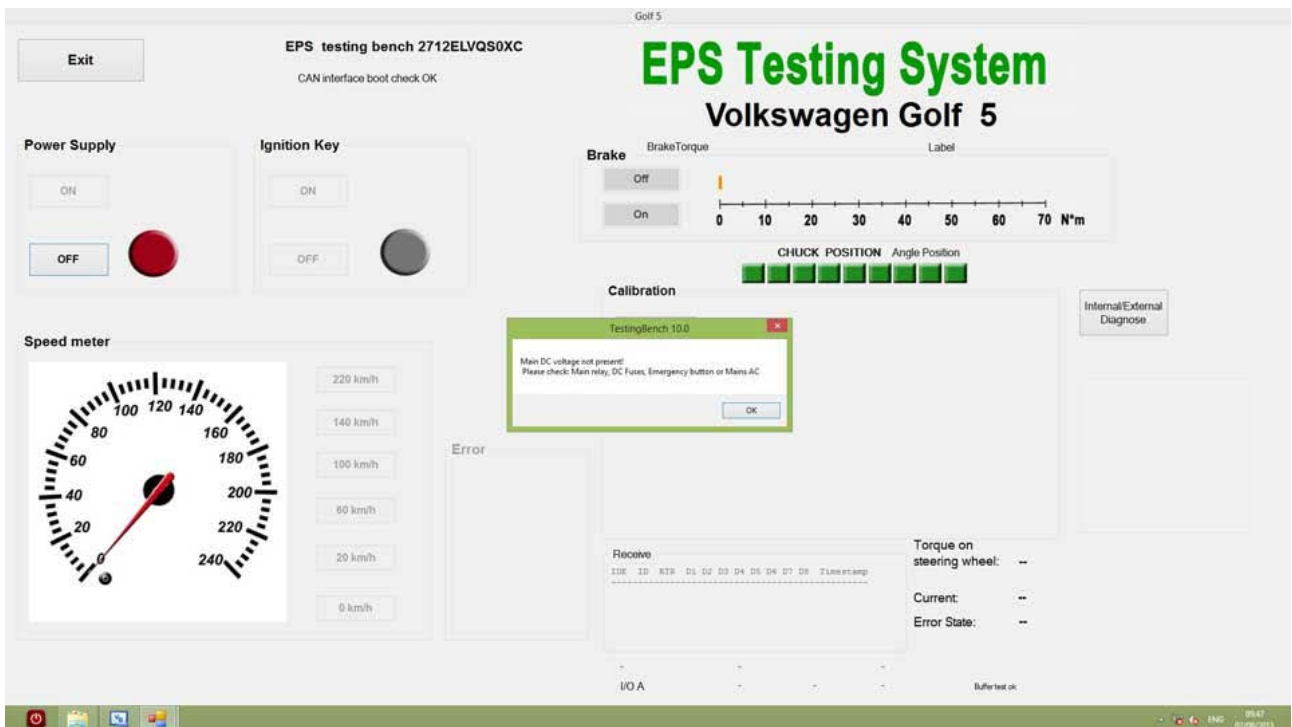 Golf 5
Exit
EPS testing bench 2712ELVQS0XC
CAN interface boot check OK
EPS Testing System
Volkswagen Golf 5
Power Supply
ON
OFF
Ignition Key
ON
OFF
Brake
BrakeTorque
Label
Off
On
0 10 20 30 40 50 60 70 N*m
CHUCK POSITION Angle Position
Calibration
Internal/External
Diagnose
TestingBench 10.0
Main DC voltage not present!
Please check: Main relay, DC Fuses, Emergency button or Mains AC
OK
Speed meter
0 20 40 60 80 100 120 140 160 180 200 220 240
220 km/h
140 km/h
100 km/h
60 km/h
20 km/h
0 km/h
Error
Receive
IDE ID RTR D1 D2 D3 D4 D5 D6 D7 D8 Timestamp
Torque on
steering wheel: --
Current: --
Error State: --
- - -
I/O A - - - Buffer test ok
ENG
09:47
02/09/2015